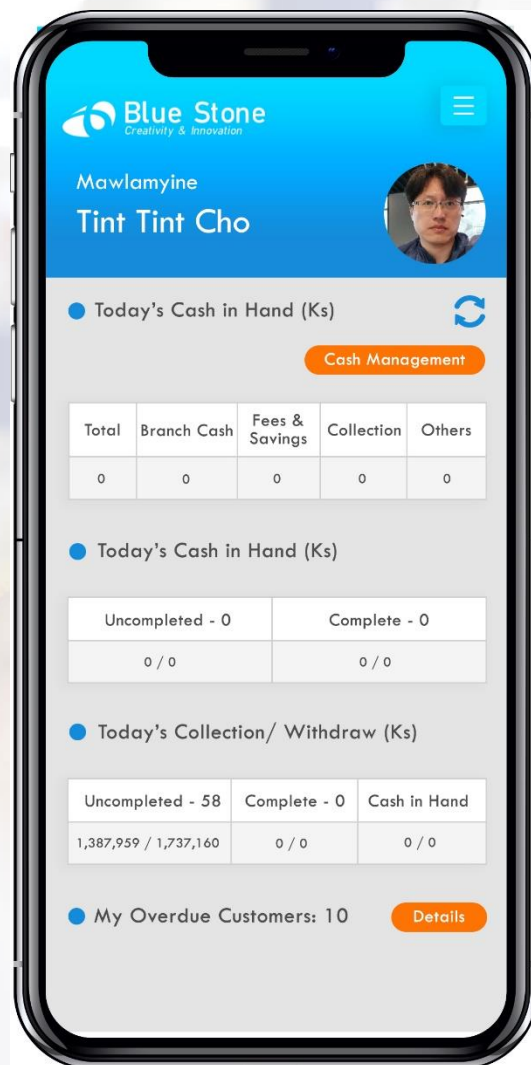 Blue Stone
Creativity & Innovation
Mawlamyine
Tint Tint Cho
Today's Cash in Hand (Ks)
Cash Management
Total Branch Cash Fees & Savings Collection Others
0 0 0 0 0
Today's Cash in Hand (Ks)
Uncompleted - 0 Complete - 0
0 / 0 0 / 0
Today's Collection/ Withdraw (Ks)
Uncompleted - 58 Complete - 0 Cash in Hand
1,387,959 / 1,737,160 0 / 0 0 / 0
My Overdue Customers: 10 Details